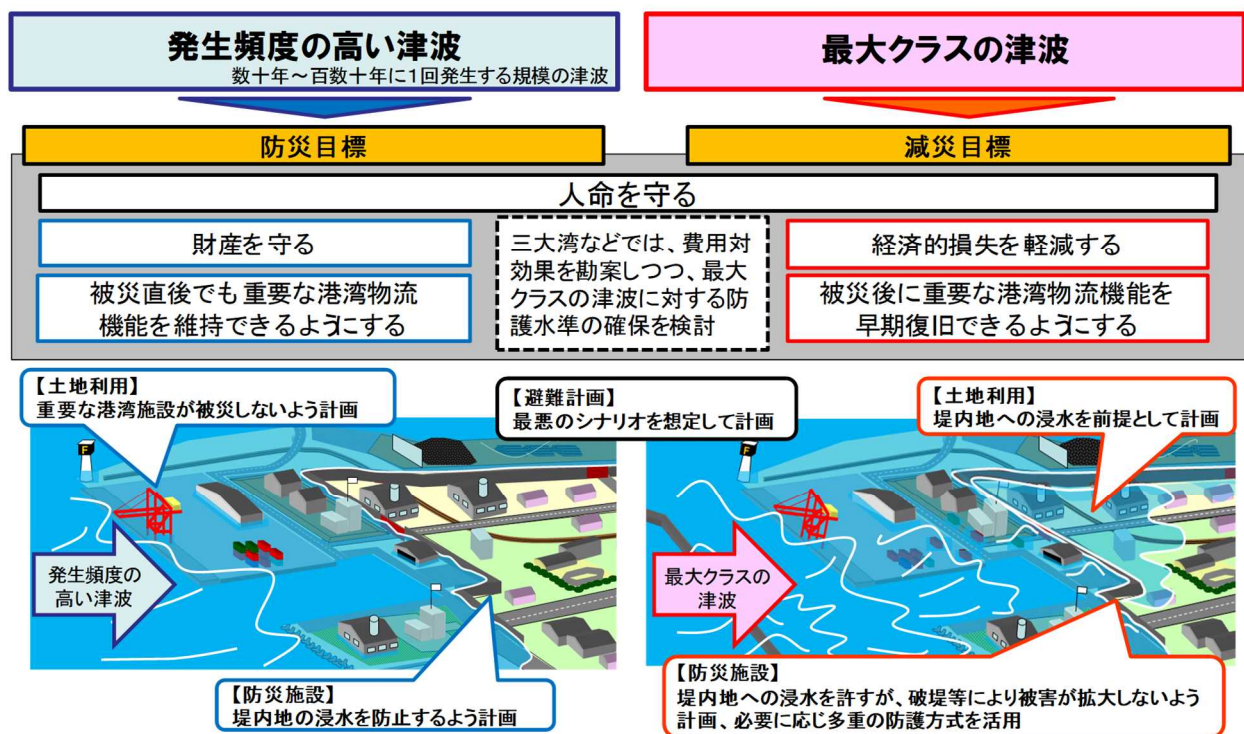 発生頻度の高い津波
数十年～百数十年に1回発生する規模の津波
最大クラスの津波
防災目標
減災目標
人命を守る
財産を守る
被災直後でも重要な港湾物流
機能を維持できるようにする
三大湾などでは、費用対
効果を勘案しつつ、最大
クラスの津波に対する防
護水準の確保を検討
経済的損失を軽減する
被災後に重要な港湾物流機能を
早期復旧できるようにする
【土地利用】
重要な港湾施設が被災しないよう計画
【避難計画】
最悪のシナリオを想定して計画
【土地利用】
堤内地への浸水を前提として計画
F
発生頻度の
高い津波
【防災施設】
堤内地の浸水を防止するよう計画
F
最大クラスの
津波
【防災施設】
堤内地への浸水を許すが、破堤等により被害が拡大しないよう
計画、必要に応じ多重の防護方式を活用